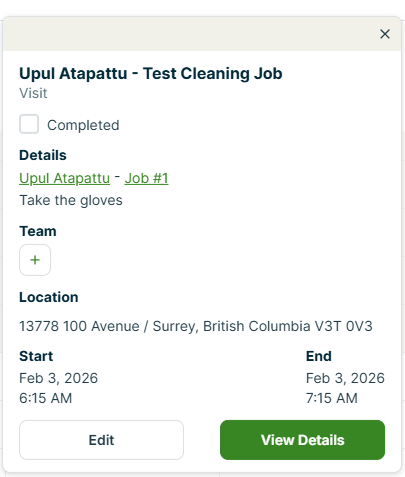 Upul Atapattu - Test Cleaning Job
Visit
Completed
Details
Upul Atapattu - Job #1
Take the gloves
Team
+
Location
13778 100 Avenue / Surrey, British Columbia V3T 0V3
Start End
Feb 3, 2026 Feb 3, 2026
6:15 AM 7:15 AM
Edit View Details